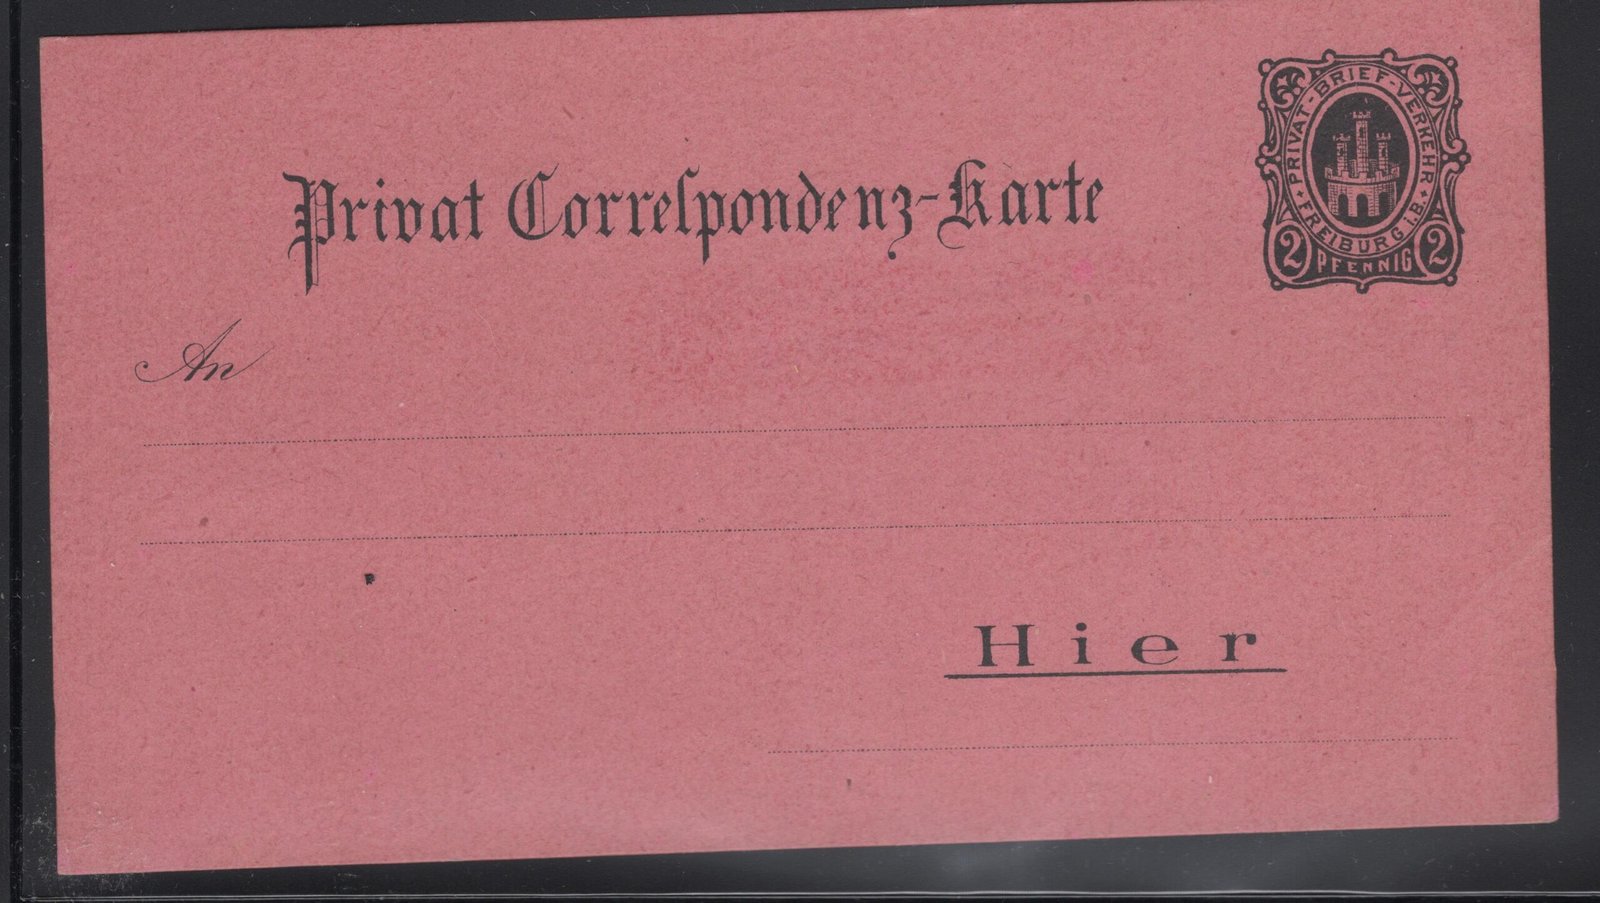 Privat Correſpondenz-Karte
PRIVAT-BRIEF-VERKEHR
FREIBURG i.B.
2 PFENNIG 2
An
Hier